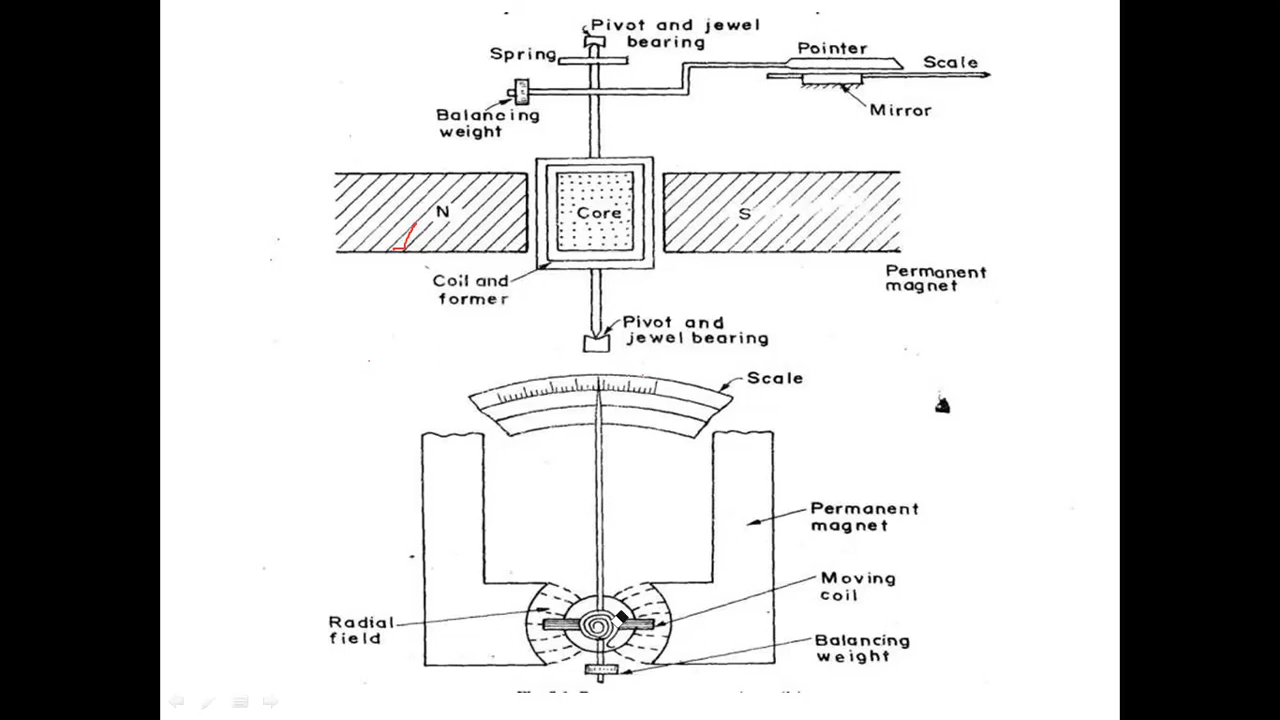 Pivot and jewel
bearing
Spring
Pointer
Scale
Balancing
weight
Mirror
N
Core
S
Coil and
former
Permanent
magnet
Pivot and
jewel bearing
Scale
Permanent
magnet
Moving
coil
Radial
field
Balancing
weight